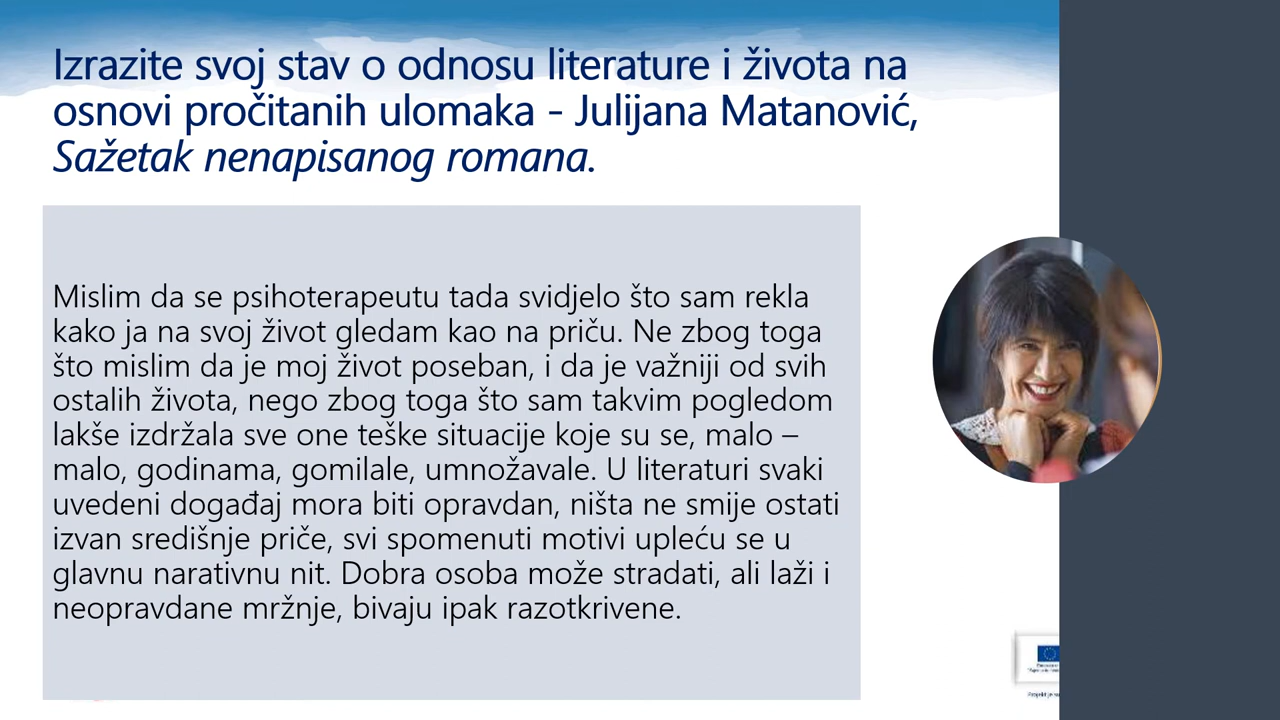 Izrazite svoj stav o odnosu literature i života na
osnovi pročitanih ulomaka - Julijana Matanović,
Sažetak nenapisanog romana.
Mislim da se psihoterapeutu tada svidjelo što sam rekla
kako ja na svoj život gledam kao na priču. Ne zbog toga
što mislim da je moj život poseban, i da je važniji od svih
ostalih života, nego zbog toga što sam takvim pogledom
lakše izdržala sve one teške situacije koje su se, malo –
malo, godinama, gomilale, umnožavale. U literaturi svaki
uvedeni događaj mora biti opravdan, ništa ne smije ostati
izvan središnje priče, svi spomenuti motivi upleću se u
glavnu narativnu nit. Dobra osoba može stradati, ali laži i
neopravdane mržnje, bivaju ipak razotkrivene.